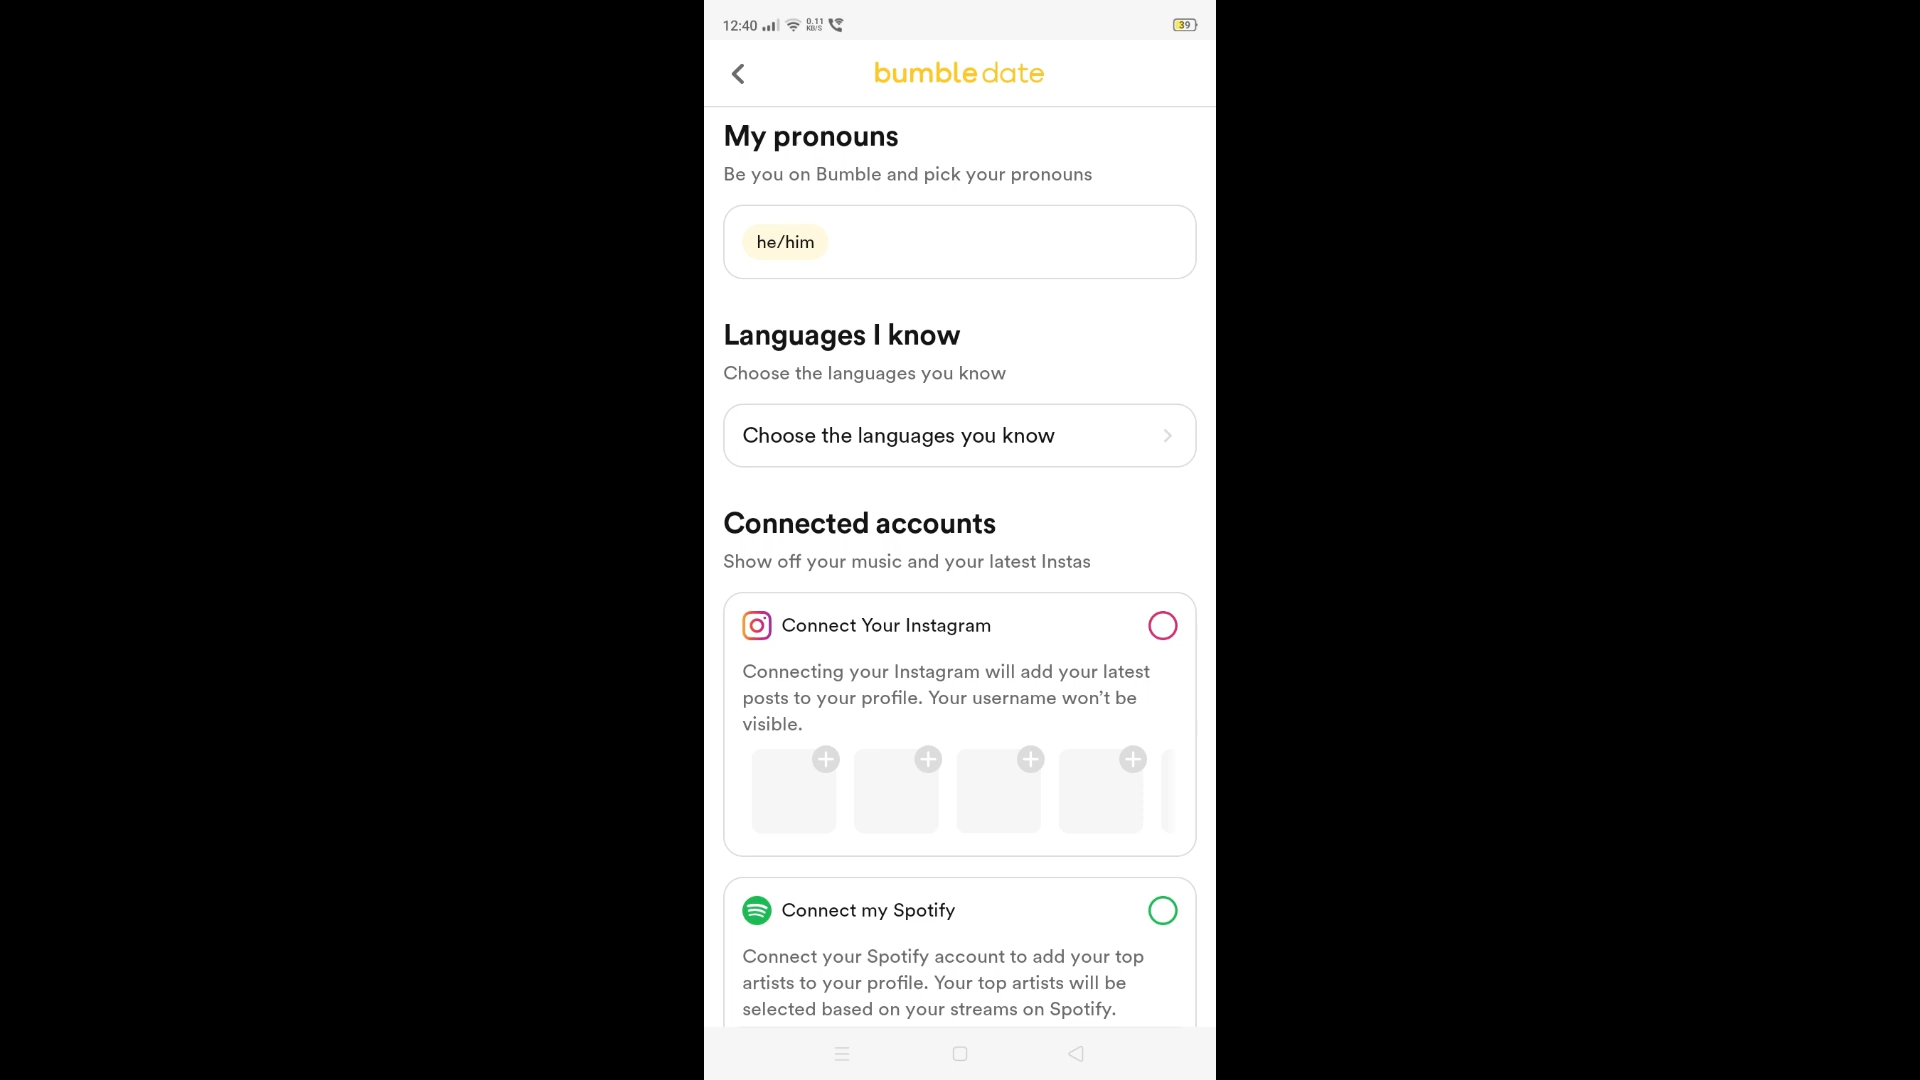 12:40 0.11 KB/S 39
bumble date
My pronouns
Be you on Bumble and pick your pronouns
he/him
Languages I know
Choose the languages you know
Choose the languages you know
Connected accounts
Show off your music and your latest Instas
Connect Your Instagram
Connecting your Instagram will add your latest
posts to your profile. Your username won’t be
visible.
Connect my Spotify
Connect your Spotify account to add your top
artists to your profile. Your top artists will be
selected based on your streams on Spotify.